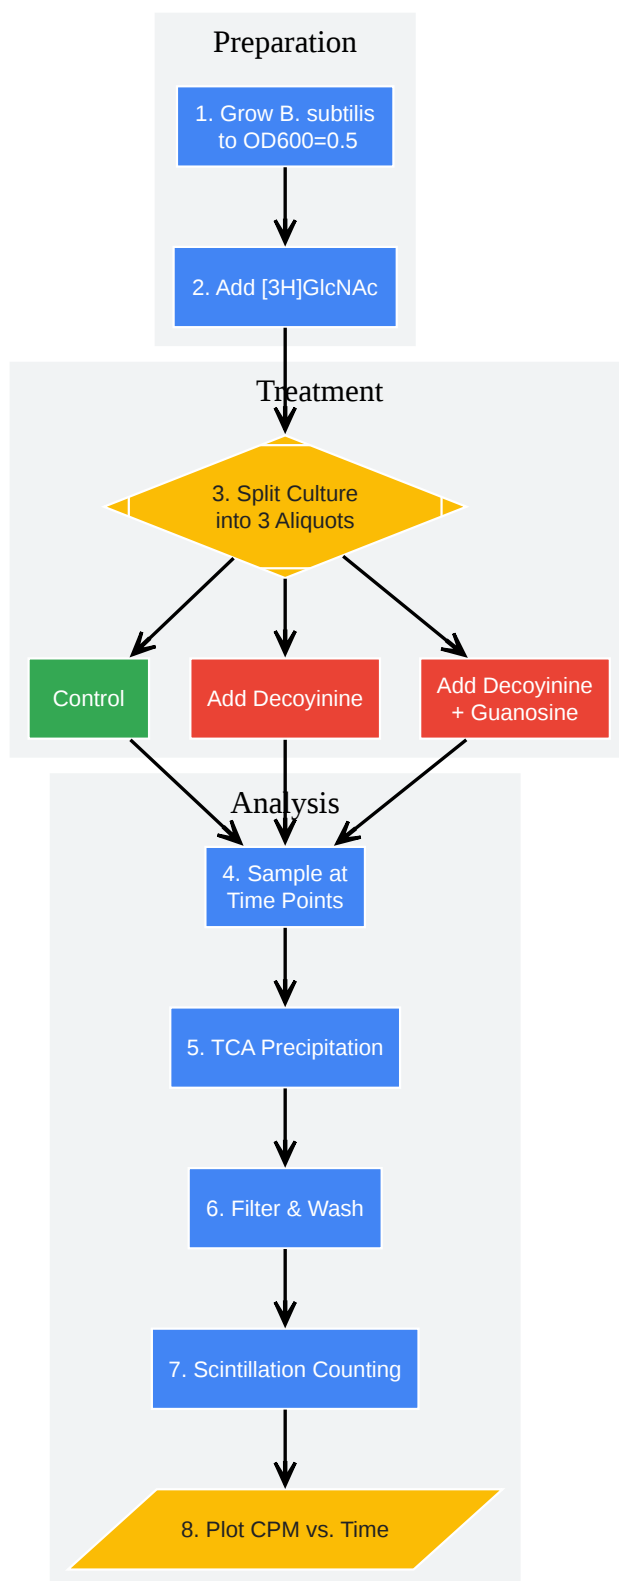 Preparation
1. Grow B. subtilis
to OD600=0.5
2. Add [3H]GlcNAc
Treatment
3. Split Culture
into 3 Aliquots
Control
Add Decoyinine
Add Decoyinine
+ Guanosine
Analysis
4. Sample at
Time Points
5. TCA Precipitation
6. Filter & Wash
7. Scintillation Counting
8. Plot CPM vs. Time